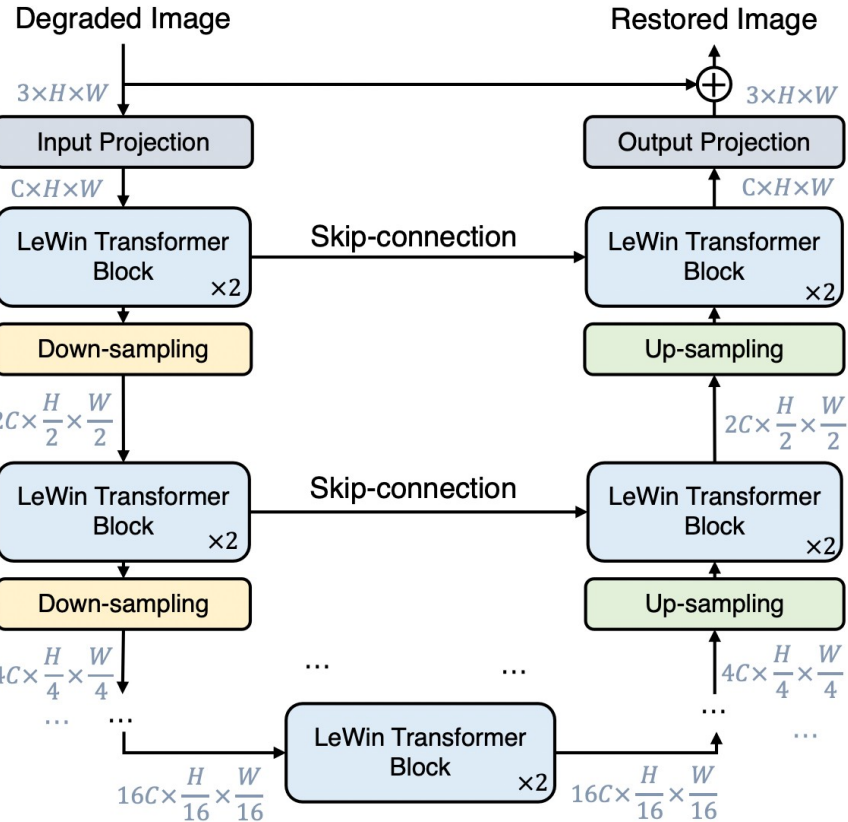 Degraded Image
Restored Image
3×H×W
3×H×W
Input Projection
Output Projection
C×H×W
C×H×W
LeWin Transformer
Block
×2
Skip-connection
LeWin Transformer
Block
×2
Down-sampling
Up-sampling
2C×H/2×W/2
2C×H/2×W/2
LeWin Transformer
Block
×2
Skip-connection
LeWin Transformer
Block
×2
Down-sampling
Up-sampling
4C×H/4×W/4
4C×H/4×W/4
...
...
...
...
...
...
LeWin Transformer
Block
×2
16C×H/16×W/16
16C×H/16×W/16